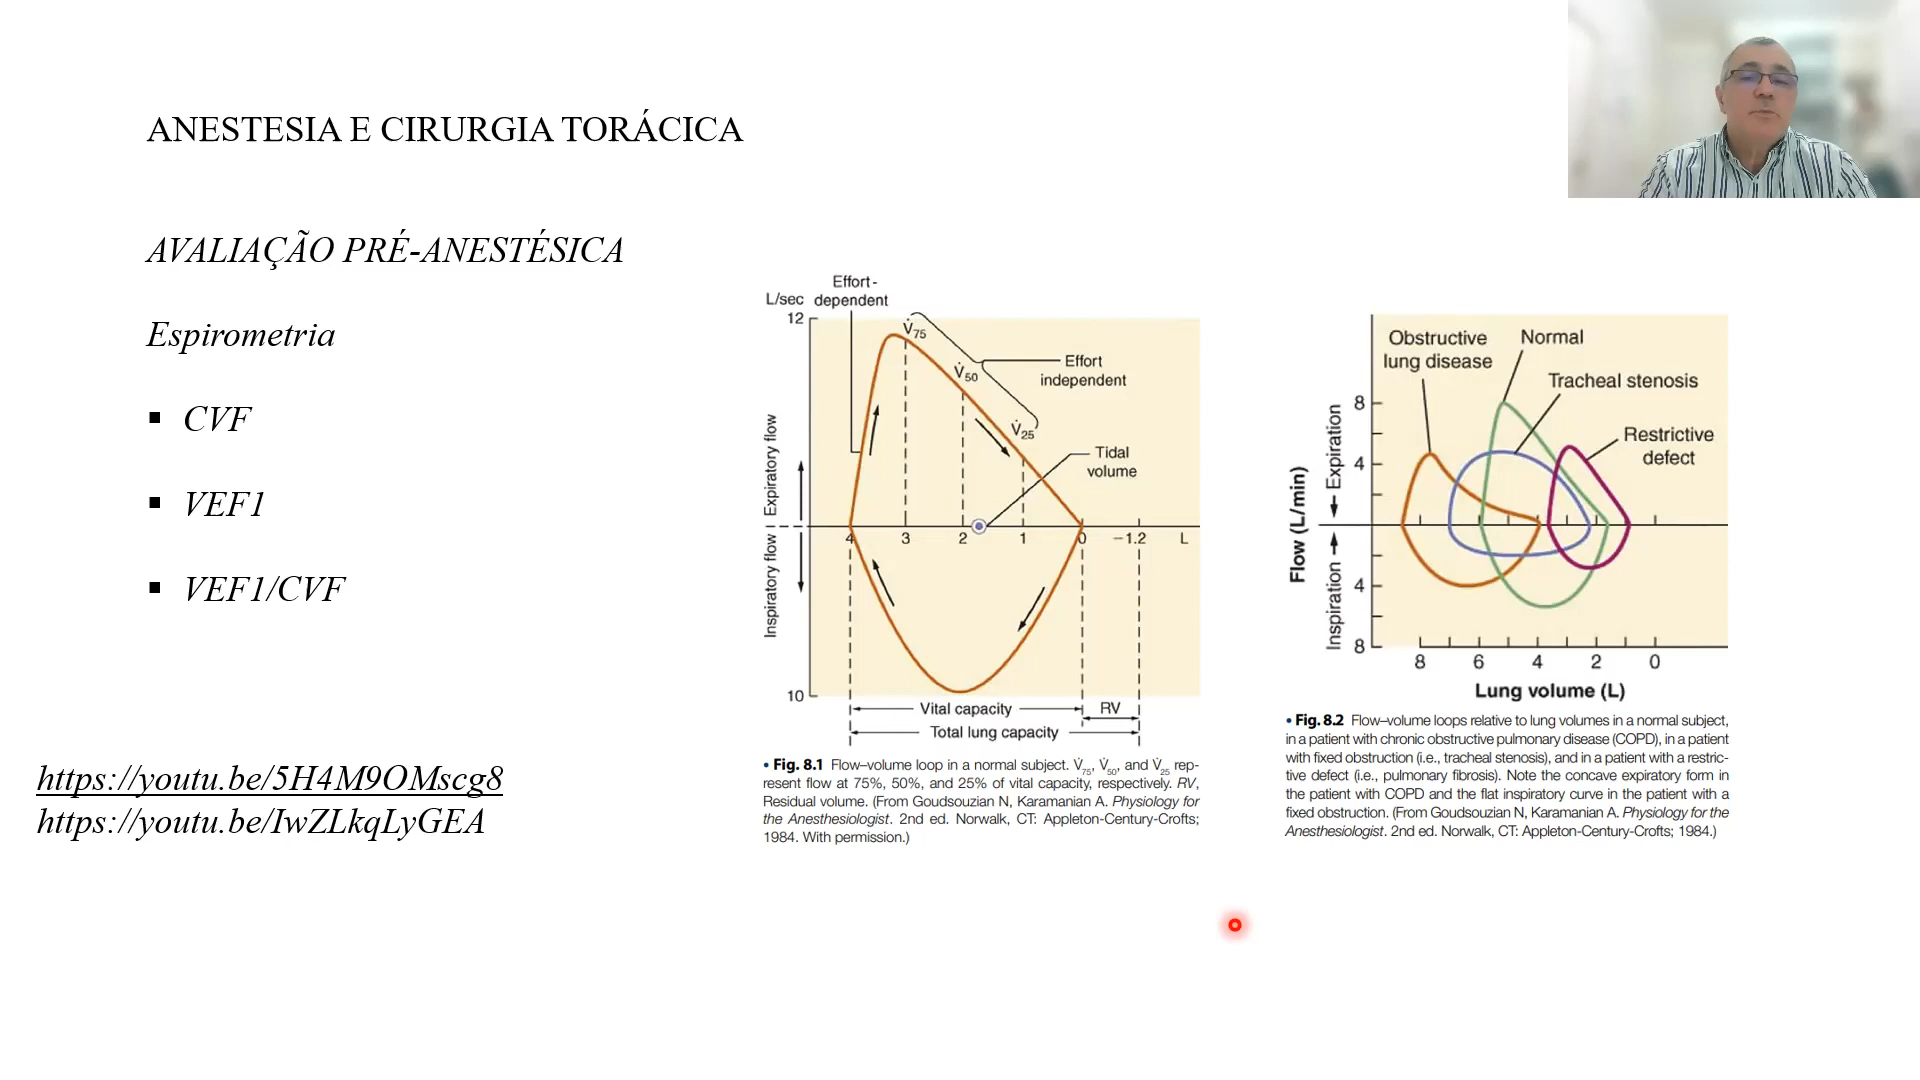 ANESTESIA E CIRURGIA TORÁCICA
AVALIAÇÃO PRÉ-ANESTÉSICA
Espirometria
▪ CVF
▪ VEF1
▪ VEF1/CVF
https://youtu.be/5H4M9OMscg8
https://youtu.be/IwZLkqLyGEA
Effort-
dependent
L/sec
12
V̇75
V̇50
V̇25
Effort
independent
Tidal
volume
Expiratory flow
Inspiratory flow
4 3 2 1 0 −1.2 L
10
Vital capacity
RV
Total lung capacity
• Fig. 8.1 Flow–volume loop in a normal subject. V̇75, V̇50, and V̇25 rep-
resent flow at 75%, 50%, and 25% of vital capacity, respectively. RV,
Residual volume. (From Goudsouzian N, Karamanian A. Physiology for
the Anesthesiologist. 2nd ed. Norwalk, CT: Appleton-Century-Crofts;
1984. With permission.)
Obstructive
lung disease
Normal
Tracheal stenosis
Restrictive
defect
Flow (L/min)
Expiration
Inspiration
8
4
4
8
8 6 4 2 0
Lung volume (L)
• Fig. 8.2 Flow–volume loops relative to lung volumes in a normal subject,
in a patient with chronic obstructive pulmonary disease (COPD), in a patient
with fixed obstruction (i.e., tracheal stenosis), and in a patient with a restric-
tive defect (i.e., pulmonary fibrosis). Note the concave expiratory form in
the patient with COPD and the flat inspiratory curve in the patient with a
fixed obstruction. (From Goudsouzian N, Karamanian A. Physiology for the
Anesthesiologist. 2nd ed. Norwalk, CT: Appleton-Century-Crofts; 1984.)